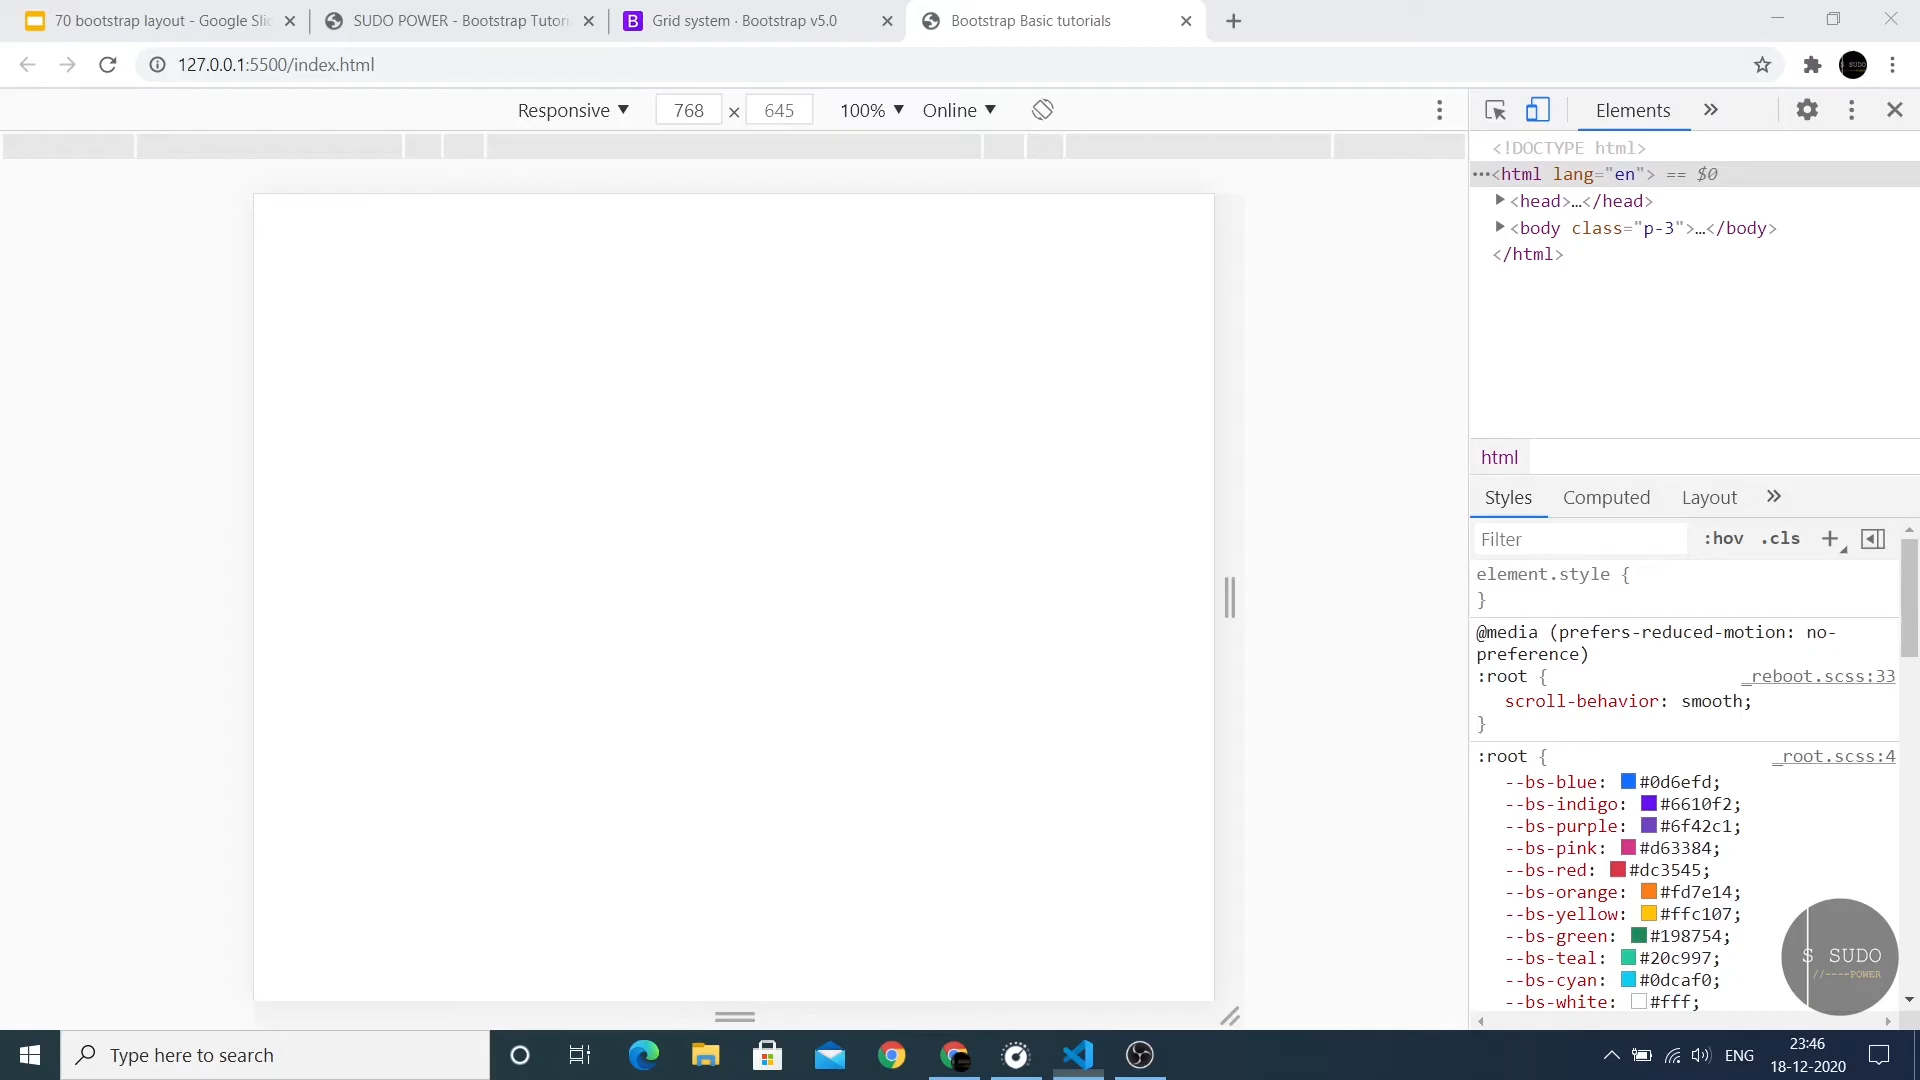 70 bootstrap layout - Google Slid
SUDO POWER - Bootstrap Tutori
Grid system · Bootstrap v5.0
Bootstrap Basic tutorials
127.0.0.1:5500/index.html
Responsive ▼ 768 × 645 100% ▼ Online ▼
Elements
<!DOCTYPE html>
<html lang="en"> == $0
<head>…</head>
<body class="p-3">…</body>
</html>
html
Styles Computed Layout
Filter :hov .cls
element.style {
}
@media (prefers-reduced-motion: no-
preference)
:root { _reboot.scss:33
scroll-behavior: smooth;
}
:root { _root.scss:4
--bs-blue: #0d6efd;
--bs-indigo: #6610f2;
--bs-purple: #6f42c1;
--bs-pink: #d63384;
--bs-red: #dc3545;
--bs-orange: #fd7e14;
--bs-yellow: #ffc107;
--bs-green: #198754;
--bs-teal: #20c997;
--bs-cyan: #0dcaf0;
--bs-white: #fff;
S SUDO
//----POWER
Type here to search
ENG
23:46
18-12-2020